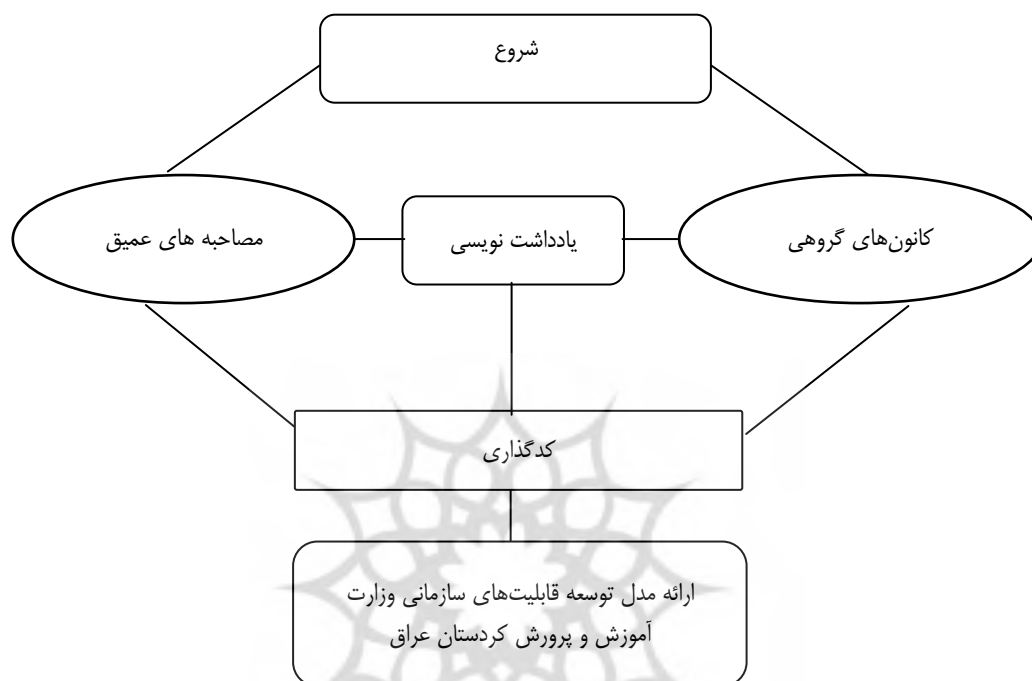 شروع
کانون‌های گروهی
یادداشت نویسی
مصاحبه های عمیق
کدگذاری
ارائه مدل توسعه قابلیت‌های سازمانی وزارت
آموزش و پرورش کردستان عراق